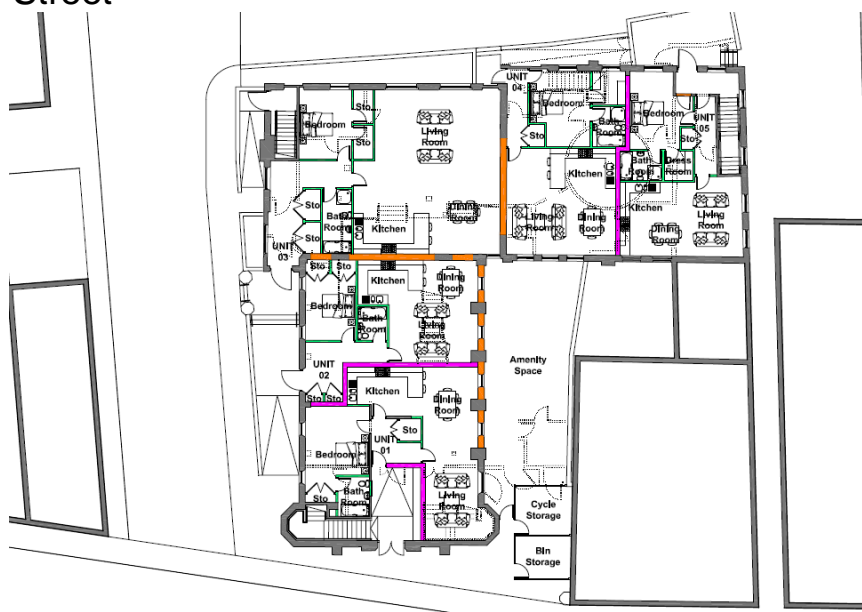 Street
UNIT
04
Bedroom
Bath
Room
Sto
Kitchen
Living
Room
Dining
Room
Bedroom
UNIT
05
Sto
Bath
Room
Dress
Room
Kitchen
Living
Room
Dining
Room
Bedroom
Sto
Sto
Living
Room
Sto
Bath
Room
Sto
Dining
Room
Kitchen
UNIT
03
Sto
Sto
Kitchen
Dining
Room
Bedroom
Bath
Room
Living
Room
UNIT
02
Sto
Sto
Kitchen
Dining
Room
UNIT
01
Sto
Bedroom
Sto
Bath
Room
Living
Room
Amenity
Space
Cycle
Storage
Bin
Storage